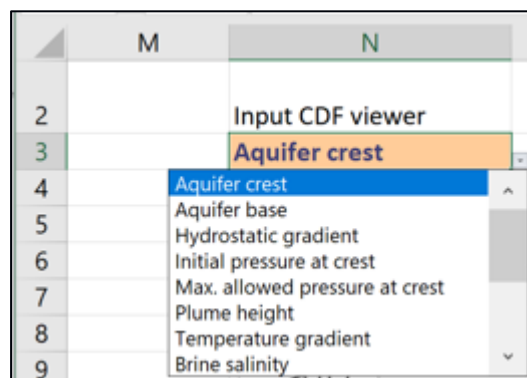 M N
2 Input CDF viewer
3 Aquifer crest
4 Aquifer crest
Aquifer base
5 Hydrostatic gradient
6 Initial pressure at crest
7 Max. allowed pressure at crest
Plume height
8 Temperature gradient
9 Brine salinity